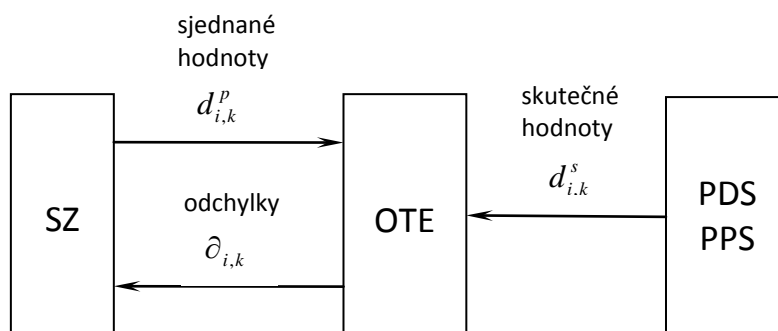 sjednané
hodnoty
d^p_{i,k}
skutečné
hodnoty
d^s_{i.k}
SZ
odchylky
∂_{i,k}
OTE
PDS
PPS